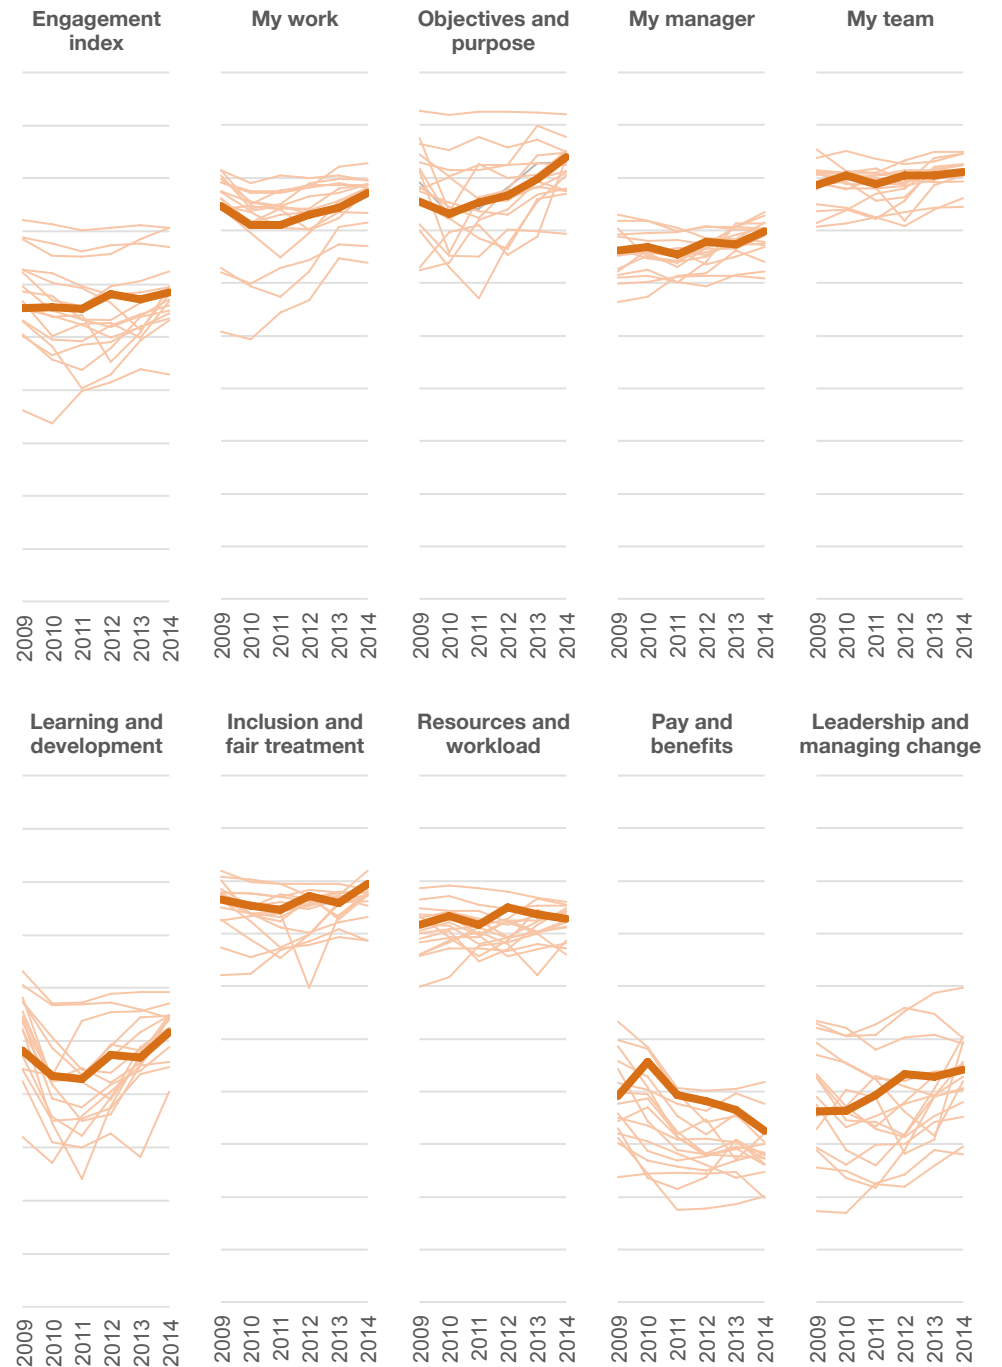 Engagement
index
My work
Objectives and
purpose
My manager
My team
2009 2010 2011 2012 2013 2014
2009 2010 2011 2012 2013 2014
2009 2010 2011 2012 2013 2014
2009 2010 2011 2012 2013 2014
2009 2010 2011 2012 2013 2014
Learning and
development
Inclusion and
fair treatment
Resources and
workload
Pay and
benefits
Leadership and
managing change
2009 2010 2011 2012 2013 2014
2009 2010 2011 2012 2013 2014
2009 2010 2011 2012 2013 2014
2009 2010 2011 2012 2013 2014
2009 2010 2011 2012 2013 2014